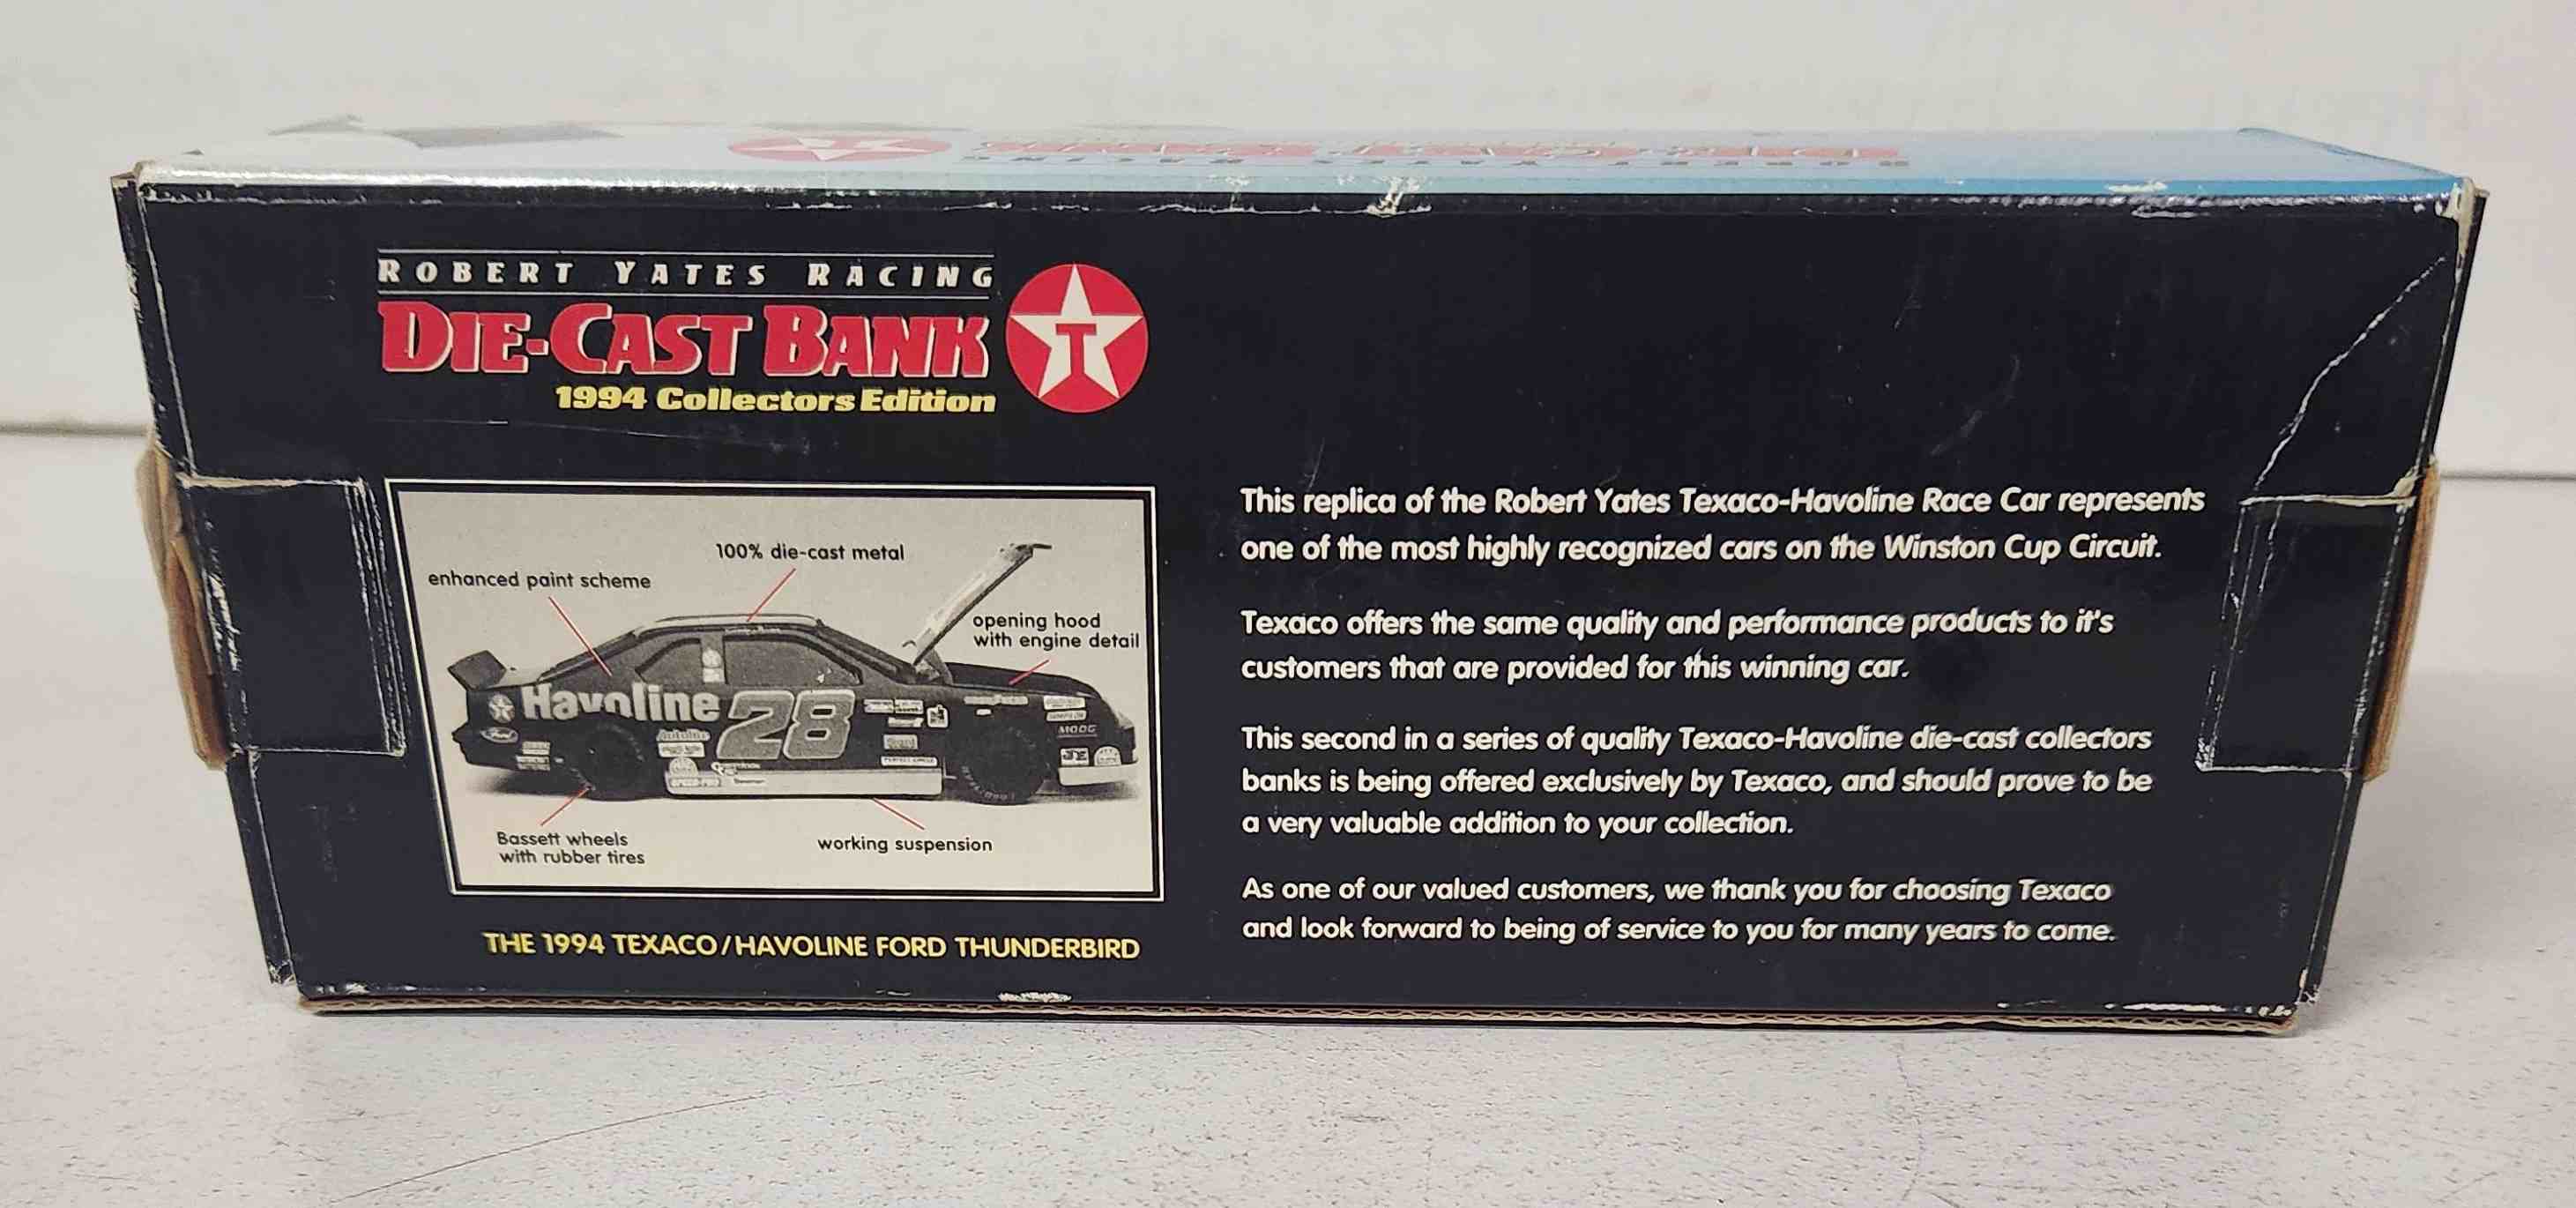 ROBERT YATES RACING
DIE-CAST BANK
1994 Collectors Edition
T
100% die-cast metal
enhanced paint scheme
opening hood
with engine detail
Havoline 28
Ford
MOOG
Bassett wheels
with rubber tires
working suspension
THE 1994 TEXACO/HAVOLINE FORD THUNDERBIRD
This replica of the Robert Yates Texaco-Havoline Race Car represents
one of the most highly recognized cars on the Winston Cup Circuit.
Texaco offers the same quality and performance products to it's
customers that are provided for this winning car.
This second in a series of quality Texaco-Havoline die-cast collectors
banks is being offered exclusively by Texaco, and should prove to be
a very valuable addition to your collection.
As one of our valued customers, we thank you for choosing Texaco
and look forward to being of service to you for many years to come.